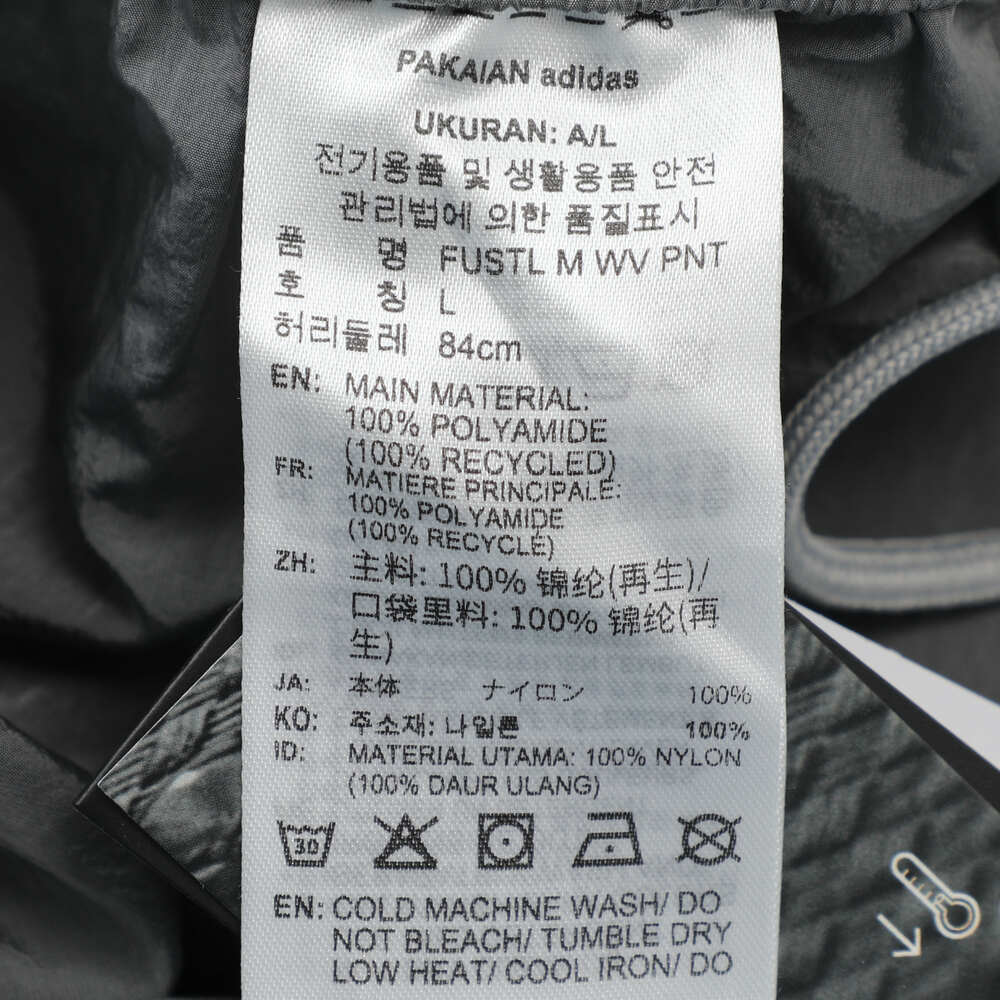 PAKAIAN adidas
UKURAN: A/L
전기용품 및 생활용품 안전
관리법에 의한 품질표시
품 명 FUSTL M WV PNT
호 칭 L
허리둘레 84cm
EN: MAIN MATERIAL:
100% POLYAMIDE
(100% RECYCLED)
FR: MATIERE PRINCIPALE:
100% POLYAMIDE
(100% RECYCLÉ)
ZH: 主料: 100% 锦纶(再生)/
口袋里料: 100% 锦纶(再
生)
JA: 本体 ナイロン 100%
KO: 주소재: 나일론 100%
ID: MATERIAL UTAMA: 100% NYLON
(100% DAUR ULANG)
30
EN: COLD MACHINE WASH/ DO
NOT BLEACH/ TUMBLE DRY
LOW HEAT/ COOL IRON/ DO